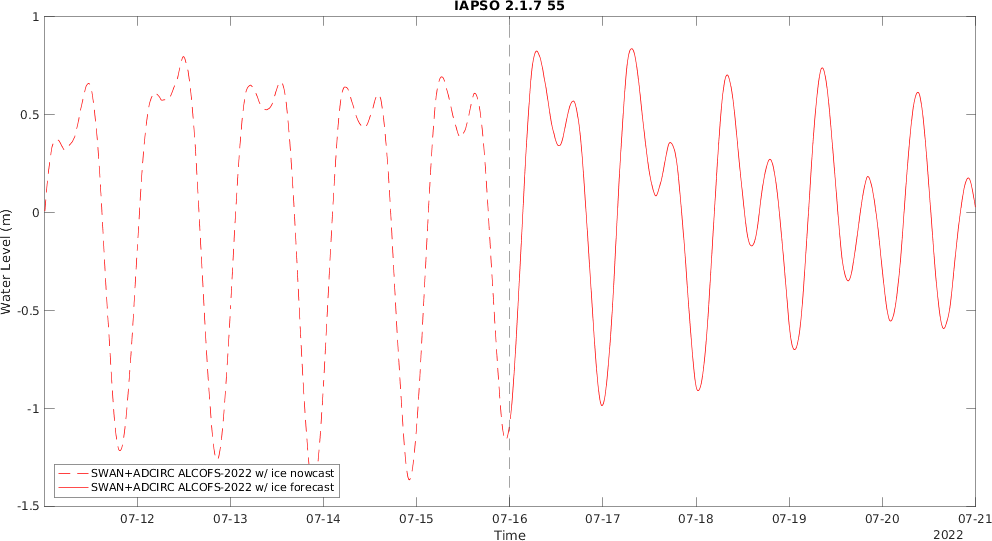 IAPSO 2.1.7 55
1
0.5
0
-0.5
-1
-1.5
Water Level (m)
SWAN+ADCIRC ALCOFS-2022 w/ ice nowcast
SWAN+ADCIRC ALCOFS-2022 w/ ice forecast
07-12 07-13 07-14 07-15 07-16 07-17 07-18 07-19 07-20 07-21
Time
2022